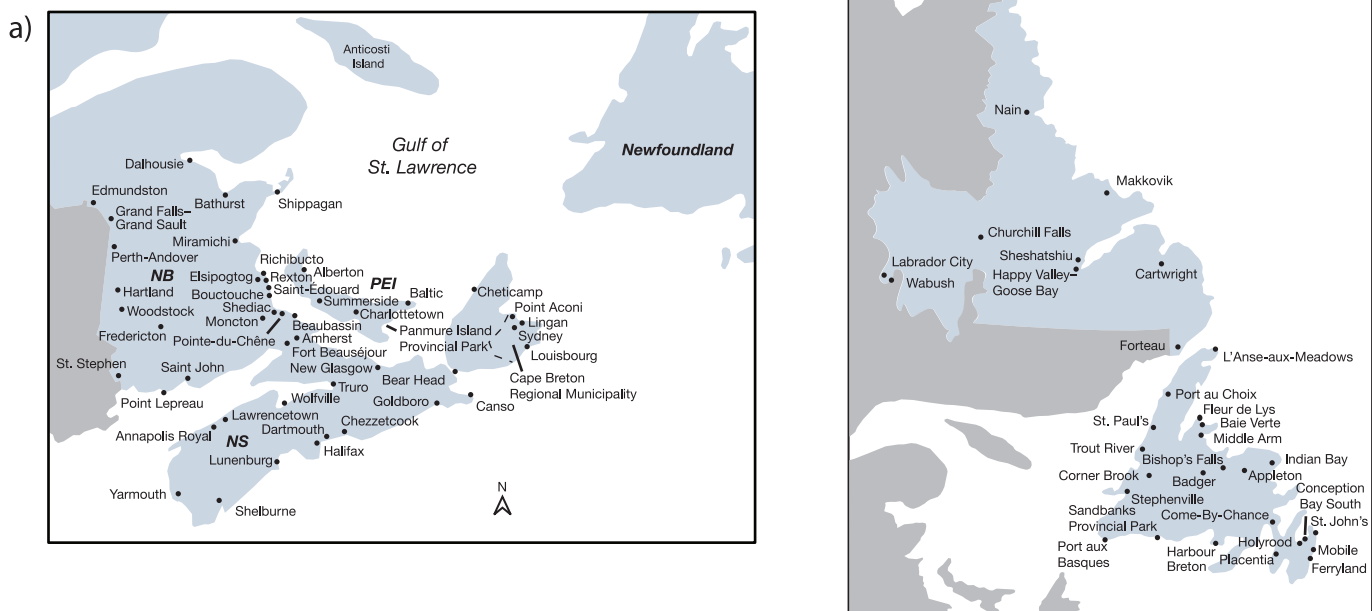 a)
Anticosti
Island
Gulf of
St. Lawrence
Newfoundland
Dalhousie
Edmundston
Bathurst
Shippagan
Grand Falls–
Grand Sault
Miramichi
Perth-Andover
Richibucto
NB
Elsipogtog
Rexton
Alberton
PEI
Saint-Édouard
Hartland
Bouctouche
Summerside
Baltic
Cheticamp
Woodstock
Shediac
Charlottetown
Point Aconi
Moncton
Beaubassin
Panmure Island
Provincial Park
Lingan
Fredericton
Pointe-du-Chêne
Amherst
Sydney
Fort Beauséjour
Louisbourg
St. Stephen
Saint John
New Glasgow
Bear Head
Cape Breton
Regional Municipality
Truro
Point Lepreau
Wolfville
Goldboro
Canso
Lawrencetown
Chezzetcook
Annapolis Royal
NS
Dartmouth
Halifax
Lunenburg
Yarmouth
Shelburne
N
Nain
Makkovik
Churchill Falls
Sheshatshiu
Labrador City
Happy Valley–
Goose Bay
Cartwright
Wabush
Forteau
L'Anse-aux-Meadows
Port au Choix
Fleur de Lys
St. Paul's
Baie Verte
Middle Arm
Trout River
Bishop's Falls
Indian Bay
Corner Brook
Badger
Appleton
Stephenville
Conception
Bay South
Sandbanks
Provincial Park
Come-By-Chance
St. John's
Port aux
Basques
Harbour
Breton
Holyrood
Placentia
Mobile
Ferryland